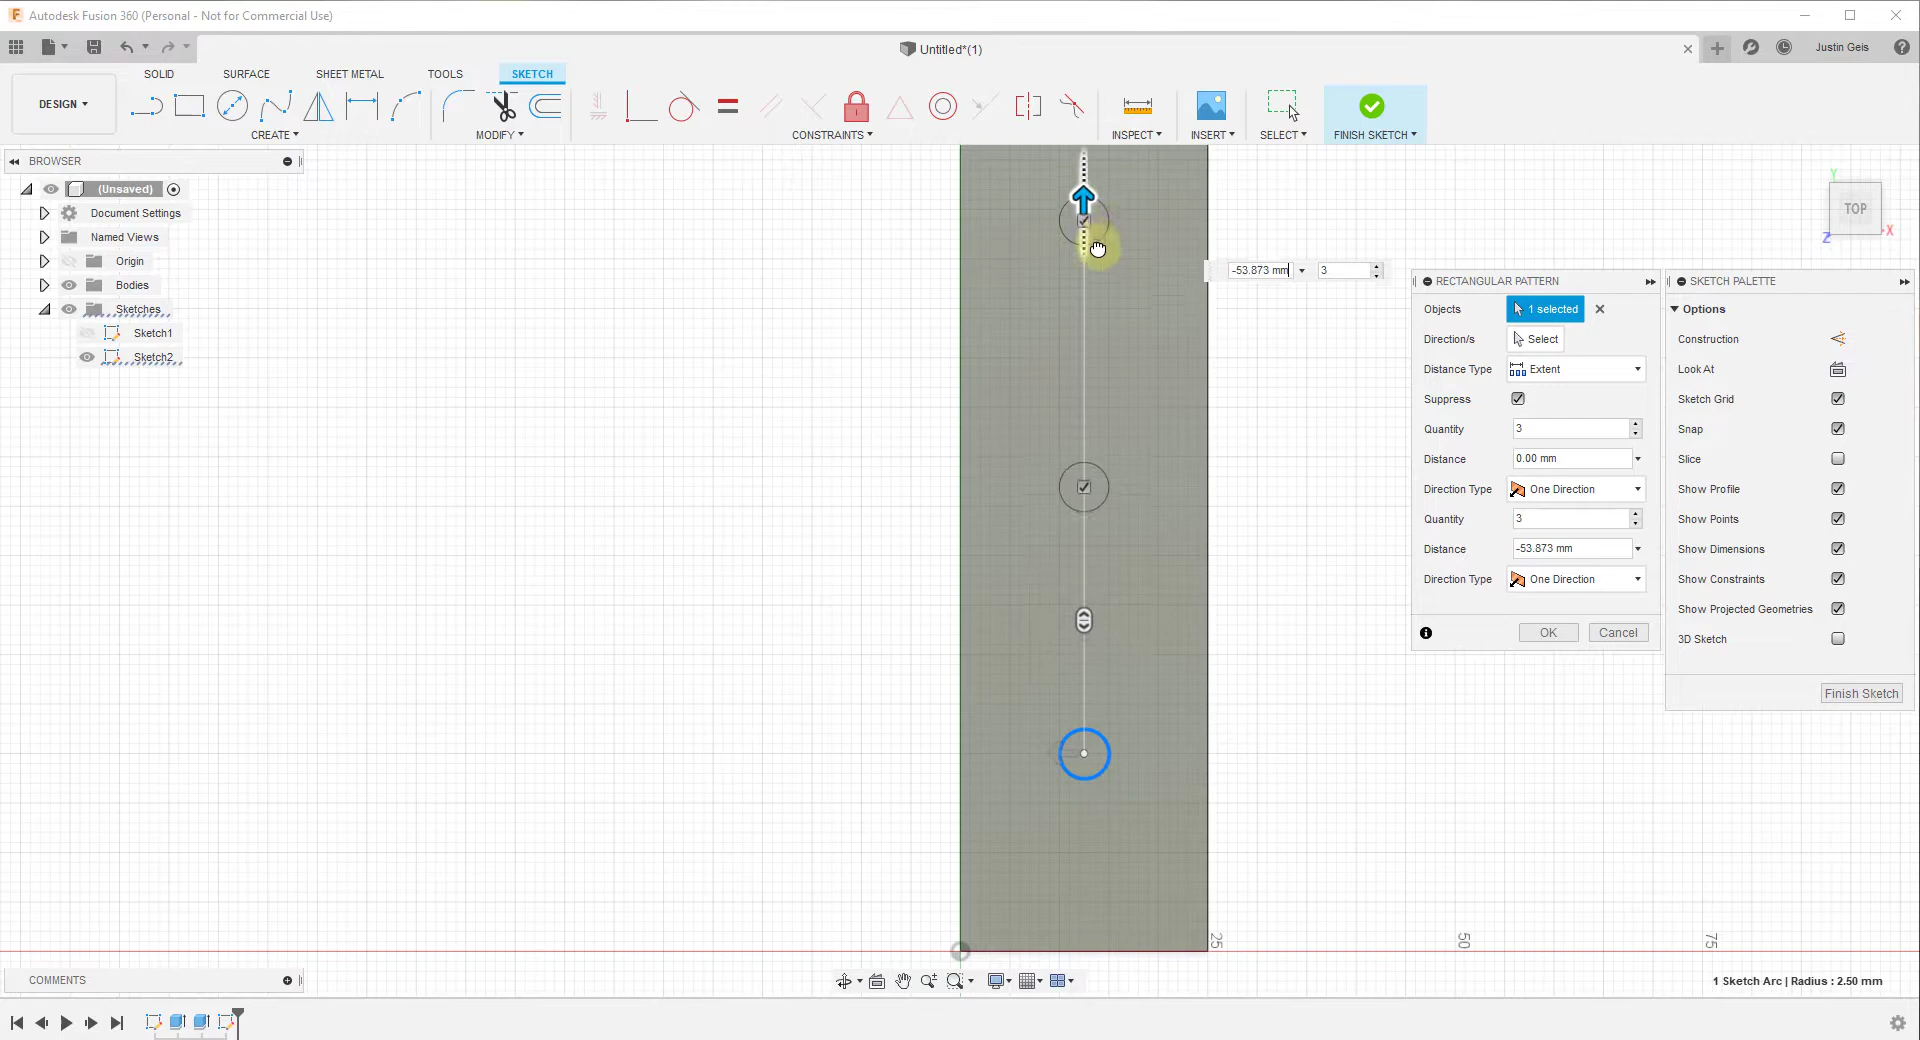 Autodesk Fusion 360 (Personal - Not for Commercial Use)
Untitled*(1)
Justin Geis
DESIGN
SOLID SURFACE SHEET METAL TOOLS SKETCH
CREATE MODIFY CONSTRAINTS INSPECT INSERT SELECT FINISH SKETCH
BROWSER
(Unsaved)
Document Settings
Named Views
Origin
Bodies
Sketches
Sketch1
Sketch2
TOP
Y
X
Z
-53.873 mm 3
RECTANGULAR PATTERN
Objects 1 selected
Direction/s Select
Distance Type Extent
Suppress
Quantity 3
Distance 0.00 mm
Direction Type One Direction
Quantity 3
Distance -53.873 mm
Direction Type One Direction
OK Cancel
SKETCH PALETTE
Options
Construction
Look At
Sketch Grid
Snap
Slice
Show Profile
Show Points
Show Dimensions
Show Constraints
Show Projected Geometries
3D Sketch
Finish Sketch
25 50 75
COMMENTS
1 Sketch Arc | Radius : 2.50 mm